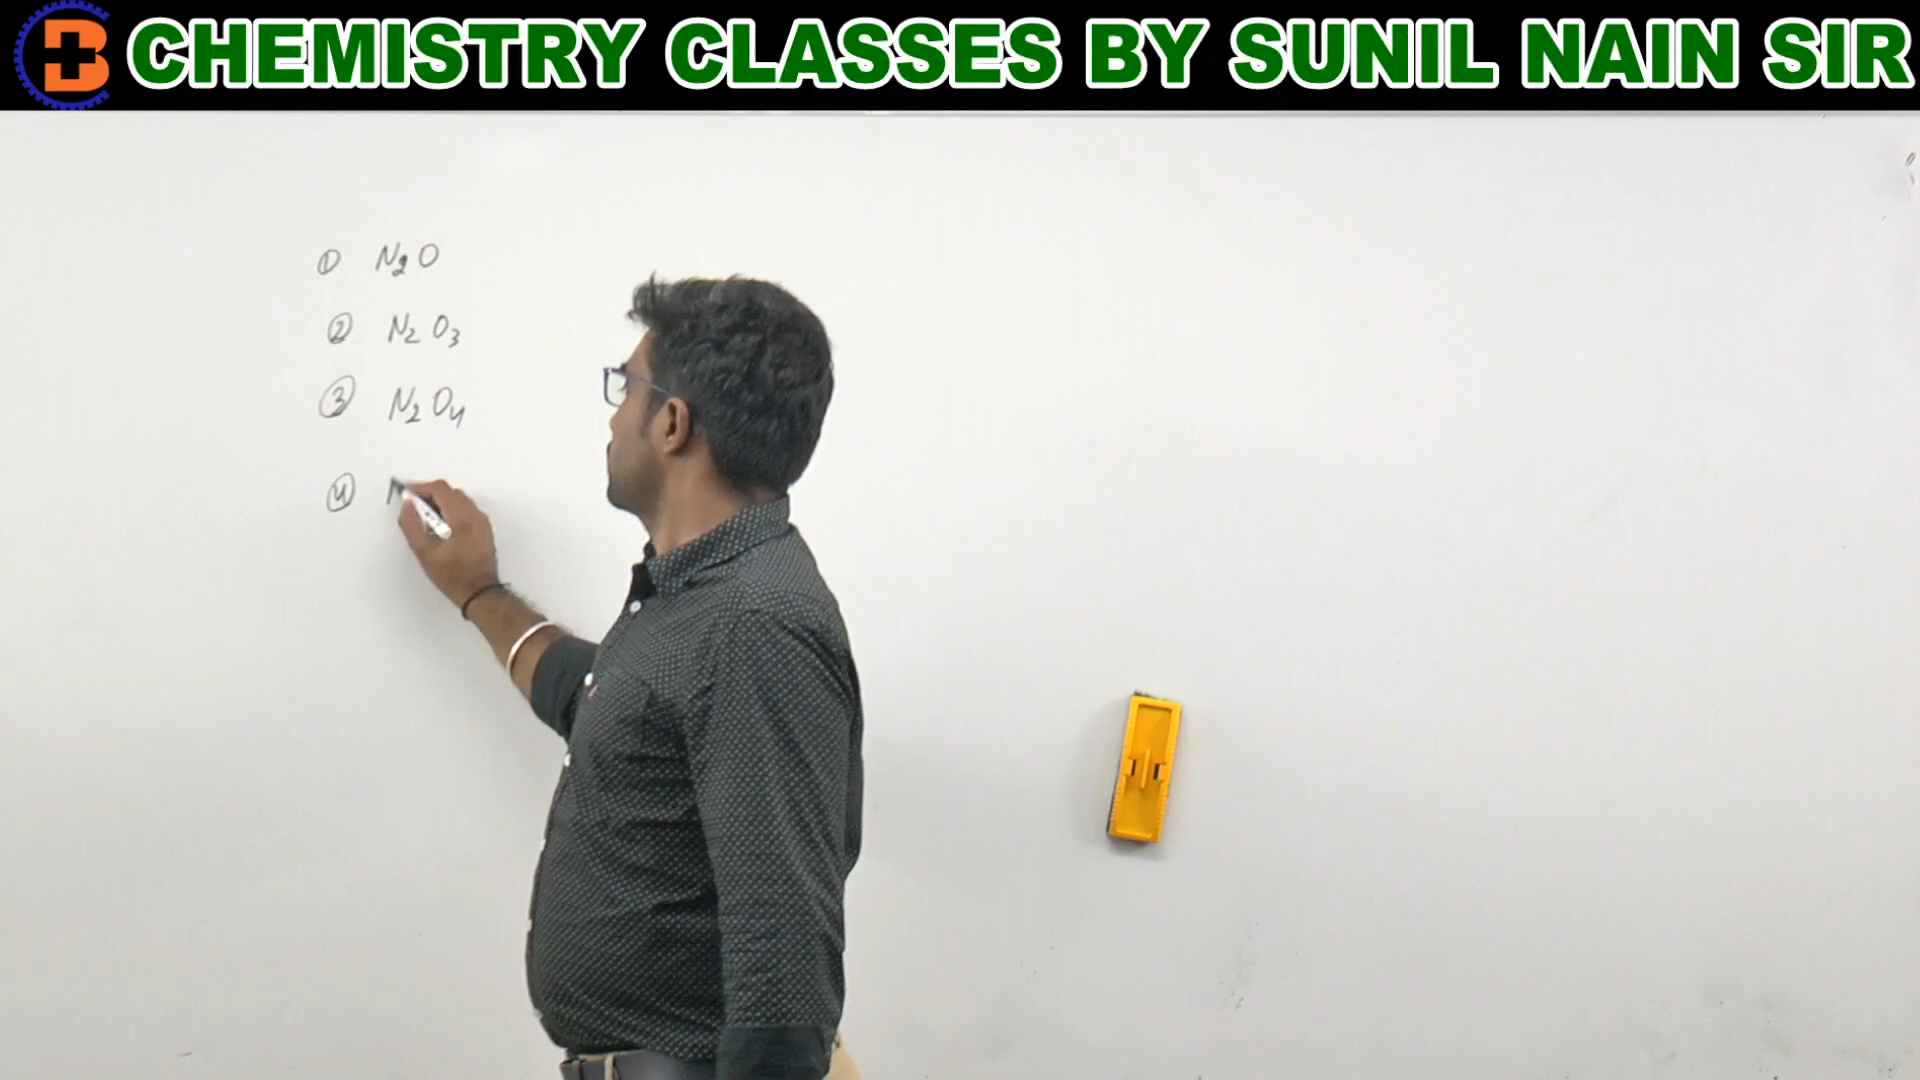 CHEMISTRY CLASSES BY SUNIL NAIN SIR
① N₂O
② N₂O₃
③ N₂O₄
④ N